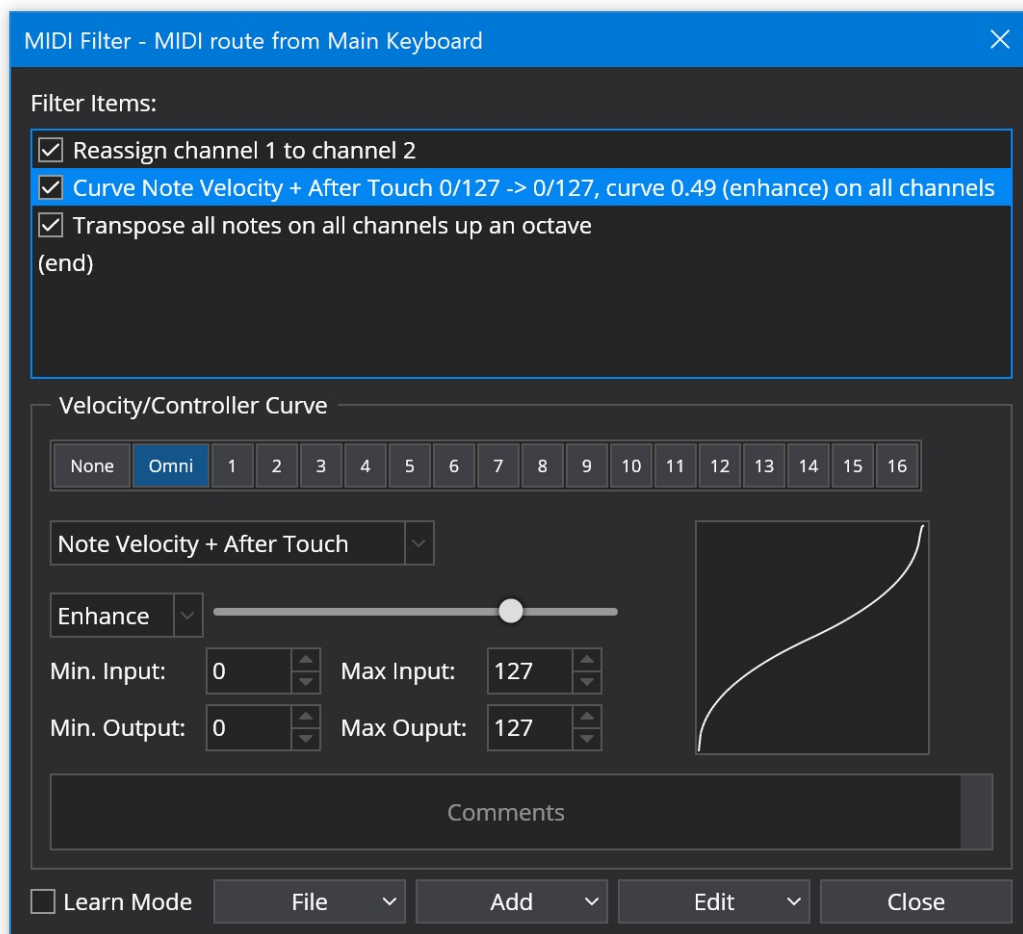 MIDI Filter - MIDI route from Main Keyboard
Filter Items:
Reassign channel 1 to channel 2
Curve Note Velocity + After Touch 0/127 -> 0/127, curve 0.49 (enhance) on all channels
Transpose all notes on all channels up an octave
(end)
Velocity/Controller Curve
None Omni 1 2 3 4 5 6 7 8 9 10 11 12 13 14 15 16
Note Velocity + After Touch
Enhance
Min. Input: 0 Max Input: 127
Min. Output: 0 Max Ouput: 127
Comments
Learn Mode File Add Edit Close